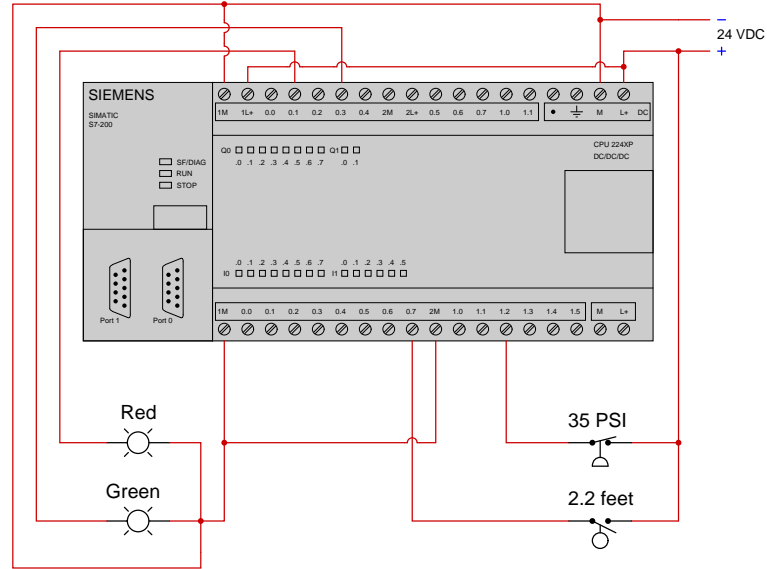 −
24 VDC
+
SIEMENS
SIMATIC
S7-200
1M 1L+ 0.0 0.1 0.2 0.3 0.4 2M 2L+ 0.5 0.6 0.7 1.0 1.1 M L+ DC
CPU 224XP
DC/DC/DC
Q0 Q1
.0 .1 .2 .3 .4 .5 .6 .7 .0 .1
SF/DIAG
RUN
STOP
.0 .1 .2 .3 .4 .5 .6 .7 .0 .1 .2 .3 .4 .5
I0 I1
Port 1 Port 0
1M 0.0 0.1 0.2 0.3 0.4 0.5 0.6 0.7 2M 1.0 1.1 1.2 1.3 1.4 1.5 M L+
Red
35 PSI
Green
2.2 feet